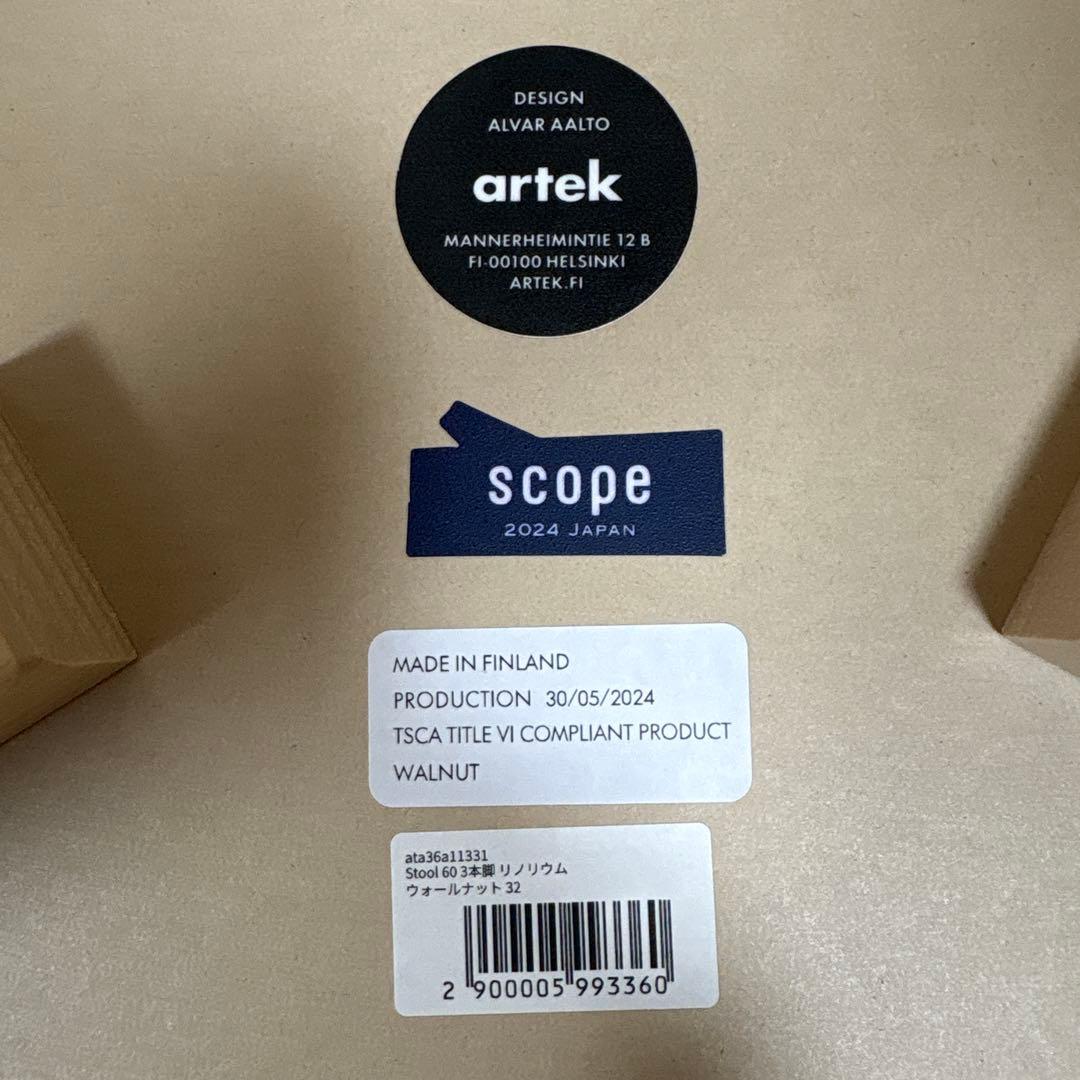 DESIGN
ALVAR AALTO
artek
MANNERHEIMINTIE 12 B
FI-00100 HELSINKI
ARTEK.FI
scope
2024 JAPAN
MADE IN FINLAND
PRODUCTION 30/05/2024
TSCA TITLE VI COMPLIANT PRODUCT
WALNUT
ata36a11331
Stool 60 3本脚 リノリウム
ウォールナット 32
2 900005 993360